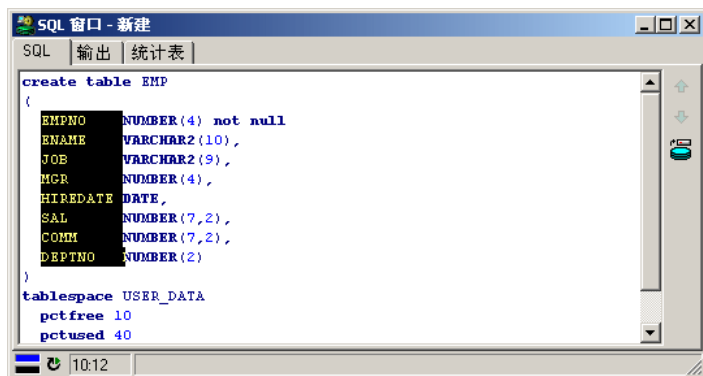 SQL 窗口 - 新建
SQL 输出 统计表
create table EMP
(
EMPNO NUMBER(4) not null
ENAME VARCHAR2(10),
JOB VARCHAR2(9),
MGR NUMBER(4),
HIREDATE DATE,
SAL NUMBER(7,2),
COMM NUMBER(7,2),
DEPTNO NUMBER(2)
)
tablespace USER_DATA
pctfree 10
pctused 40
10:12